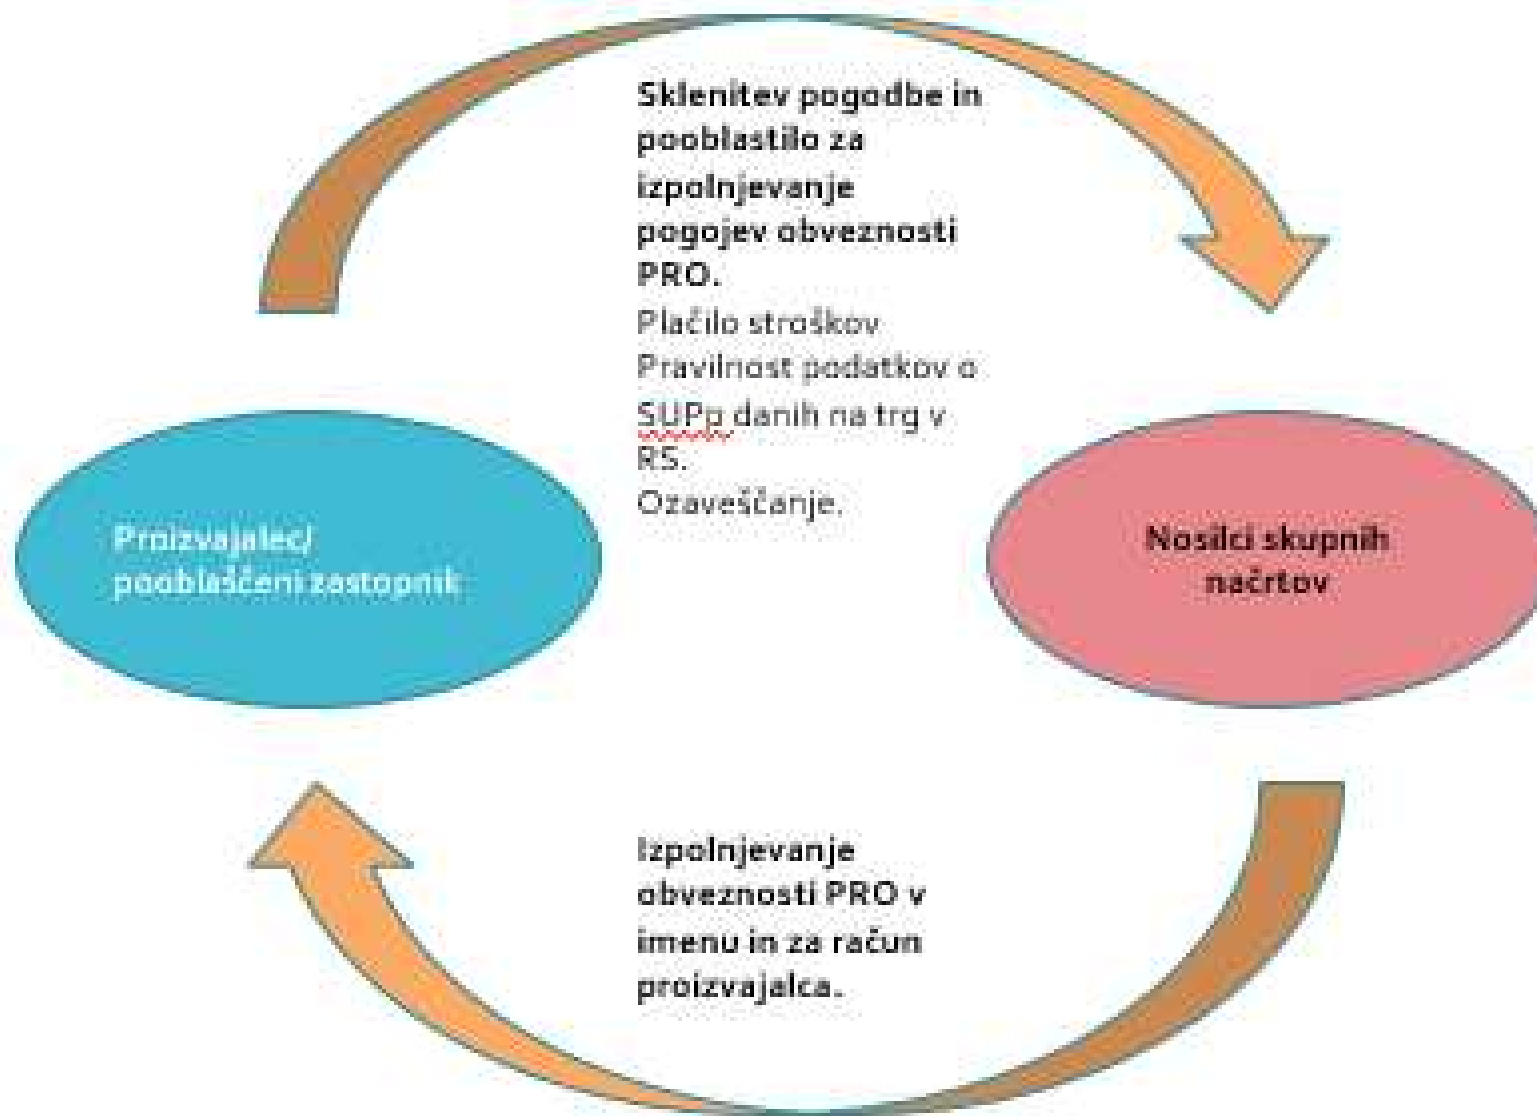 Sklenitev pogodbe in
pooblastilo za
izpolnjevanje
pogojev obveznosti
PRO.
Plačilo stroškov
Pravilnost podatkov o
SUPp danih na trg v
RS.
Ozaveščanje.
Proizvajalec/
pooblaščeni zastopnik
Nosilci skupnih
načrtov
Izpolnjevanje
obveznosti PRO v
imenu in za račun
proizvajalca.